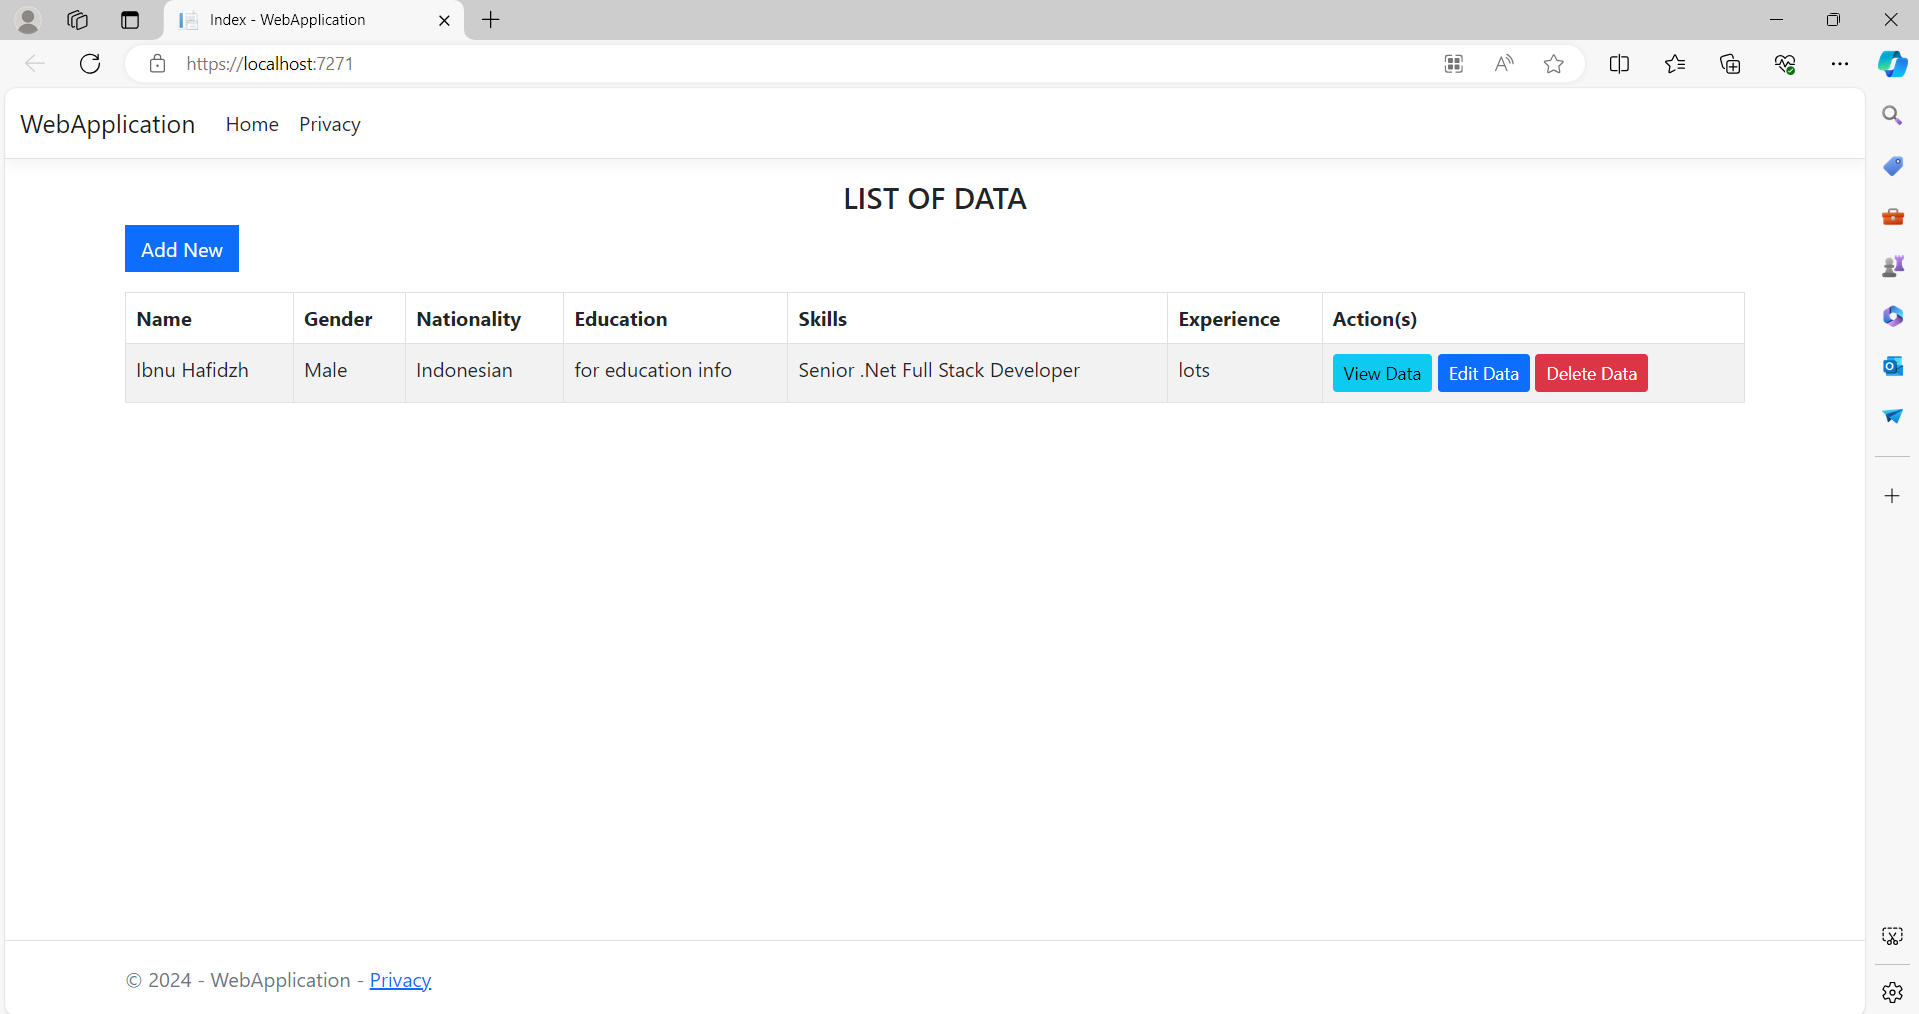 Index - WebApplication
https://localhost:7271
WebApplication Home Privacy
LIST OF DATA
Add New
Name Gender Nationality Education Skills Experience Action(s)
Ibnu Hafidzh Male Indonesian for education info Senior .Net Full Stack Developer lots View Data Edit Data Delete Data
© 2024 - WebApplication - Privacy